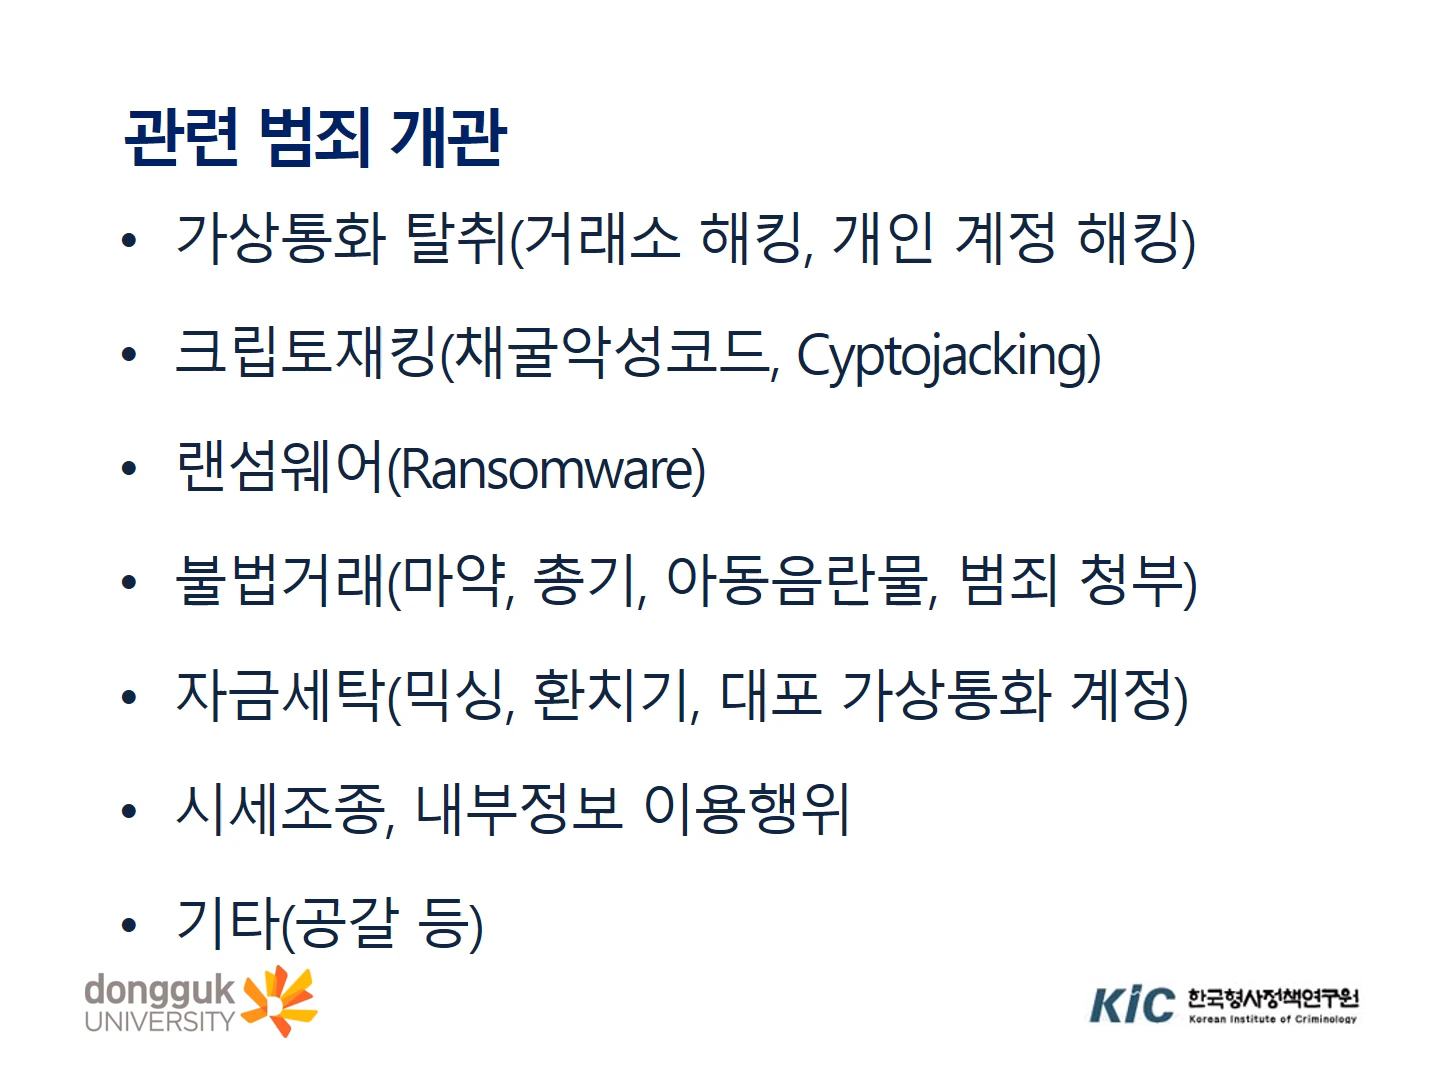 관련 범죄 개관
• 가상통화 탈취(거래소 해킹, 개인 계정 해킹)
• 크립토재킹(채굴악성코드, Cyptojacking)
• 랜섬웨어(Ransomware)
• 불법거래(마약, 총기, 아동음란물, 범죄 청부)
• 자금세탁(믹싱, 환치기, 대포 가상통화 계정)
• 시세조종, 내부정보 이용행위
• 기타(공갈 등)
dongguk
UNIVERSITY
KiC 한국형사정책연구원
Korean Institute of Criminology